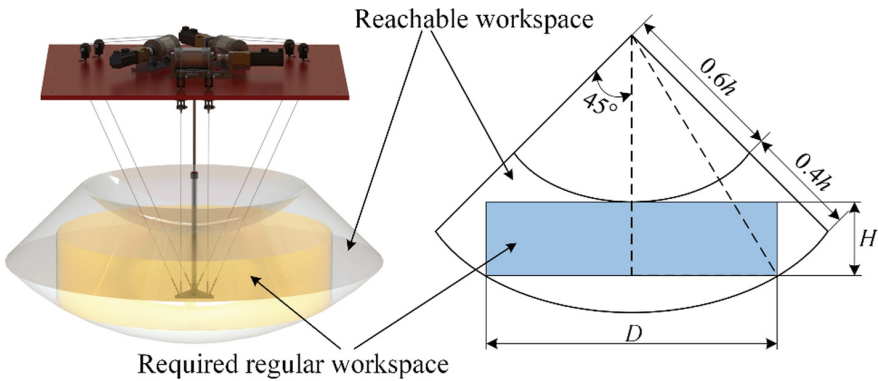 Reachable workspace
45°
0.6h
0.4h
H
D
Required regular workspace